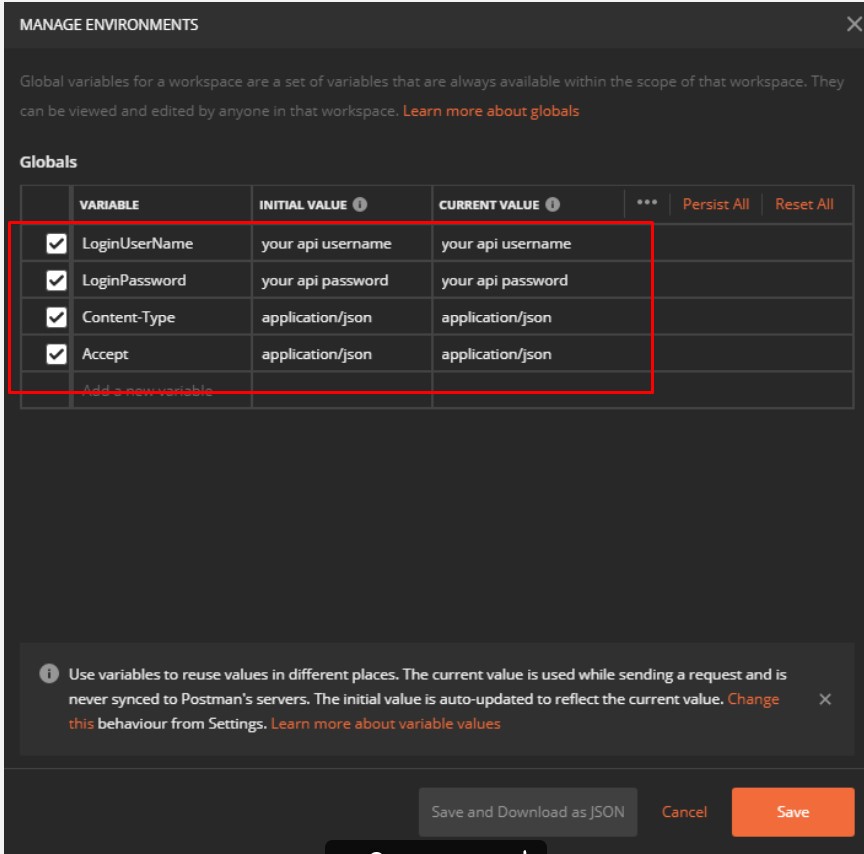 MANAGE ENVIRONMENTS
Global variables for a workspace are a set of variables that are always available within the scope of that workspace. They
can be viewed and edited by anyone in that workspace. Learn more about globals
Globals
VARIABLE INITIAL VALUE CURRENT VALUE ••• Persist All Reset All
LoginUserName your api username your api username
LoginPassword your api password your api password
Content-Type application/json application/json
Accept application/json application/json
Add a new variable
Use variables to reuse values in different places. The current value is used while sending a request and is
never synced to Postman's servers. The initial value is auto-updated to reflect the current value. Change
this behaviour from Settings. Learn more about variable values
Save and Download as JSON Cancel Save